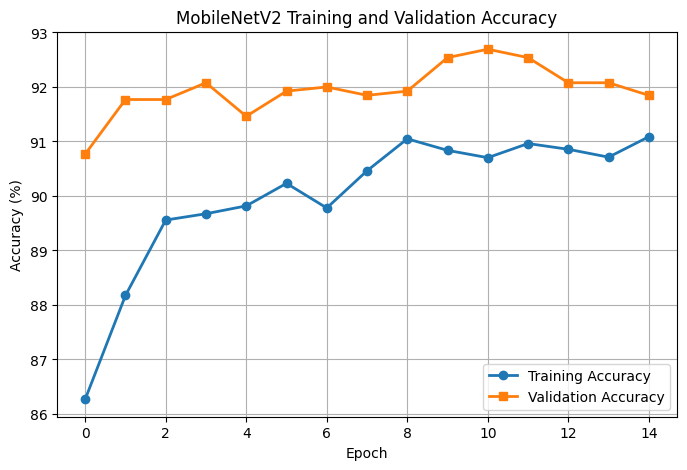 MobileNetV2 Training and Validation Accuracy
Accuracy (%)
93
92
91
90
89
88
87
86
0 2 4 6 8 10 12 14
Epoch
Training Accuracy
Validation Accuracy